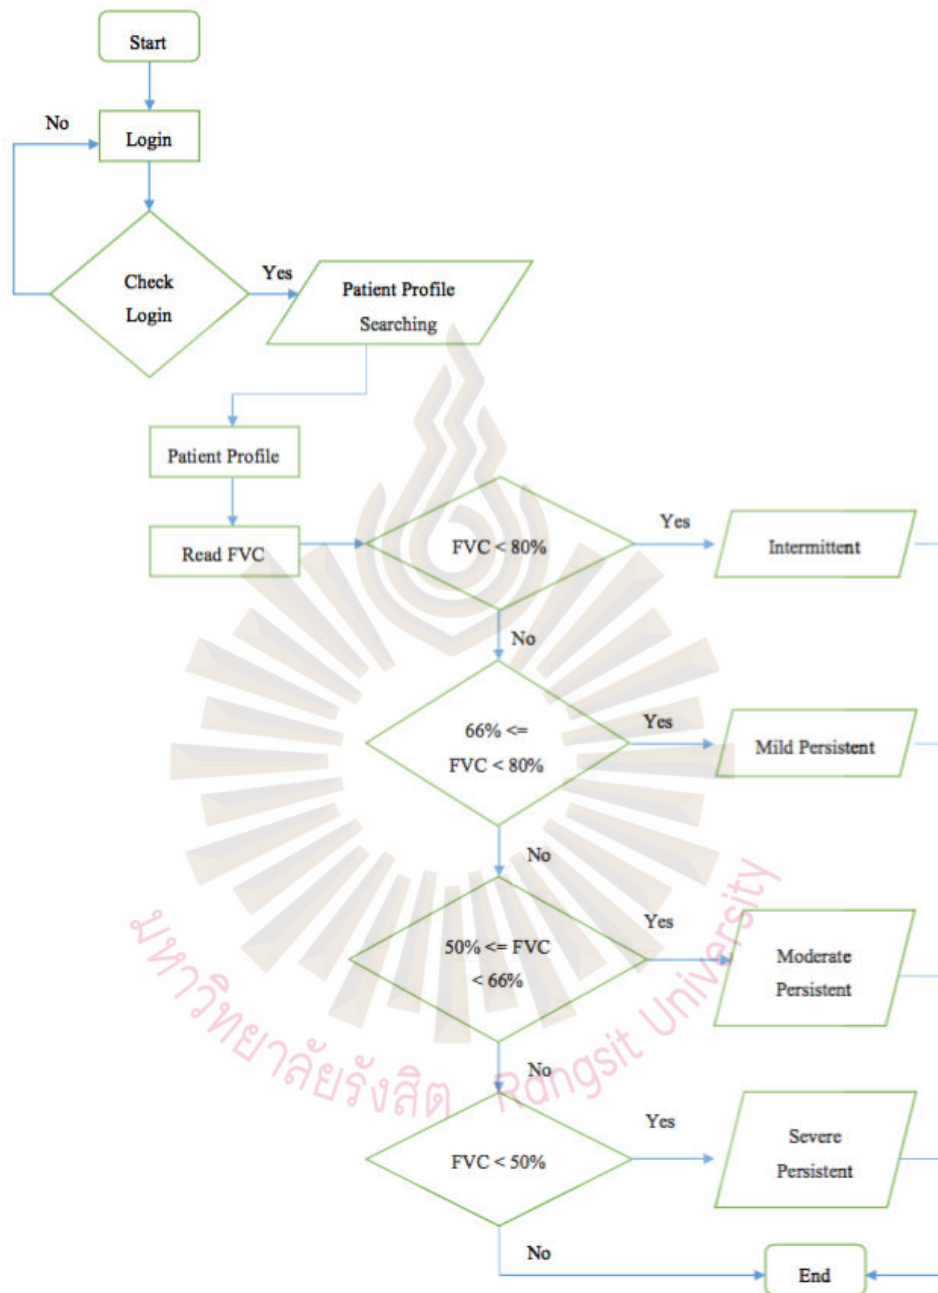 Start
No
Login
Check
Login
Yes
Patient Profile
Searching
Patient Profile
Read FVC
FVC < 80%
Yes
Intermittent
No
66% <=
FVC < 80%
Yes
Mild Persistent
No
50% <= FVC
< 66%
Yes
Moderate
Persistent
No
FVC < 50%
Yes
Severe
Persistent
No
End
มหาวิทยาลัยรังสิต Rangsit University